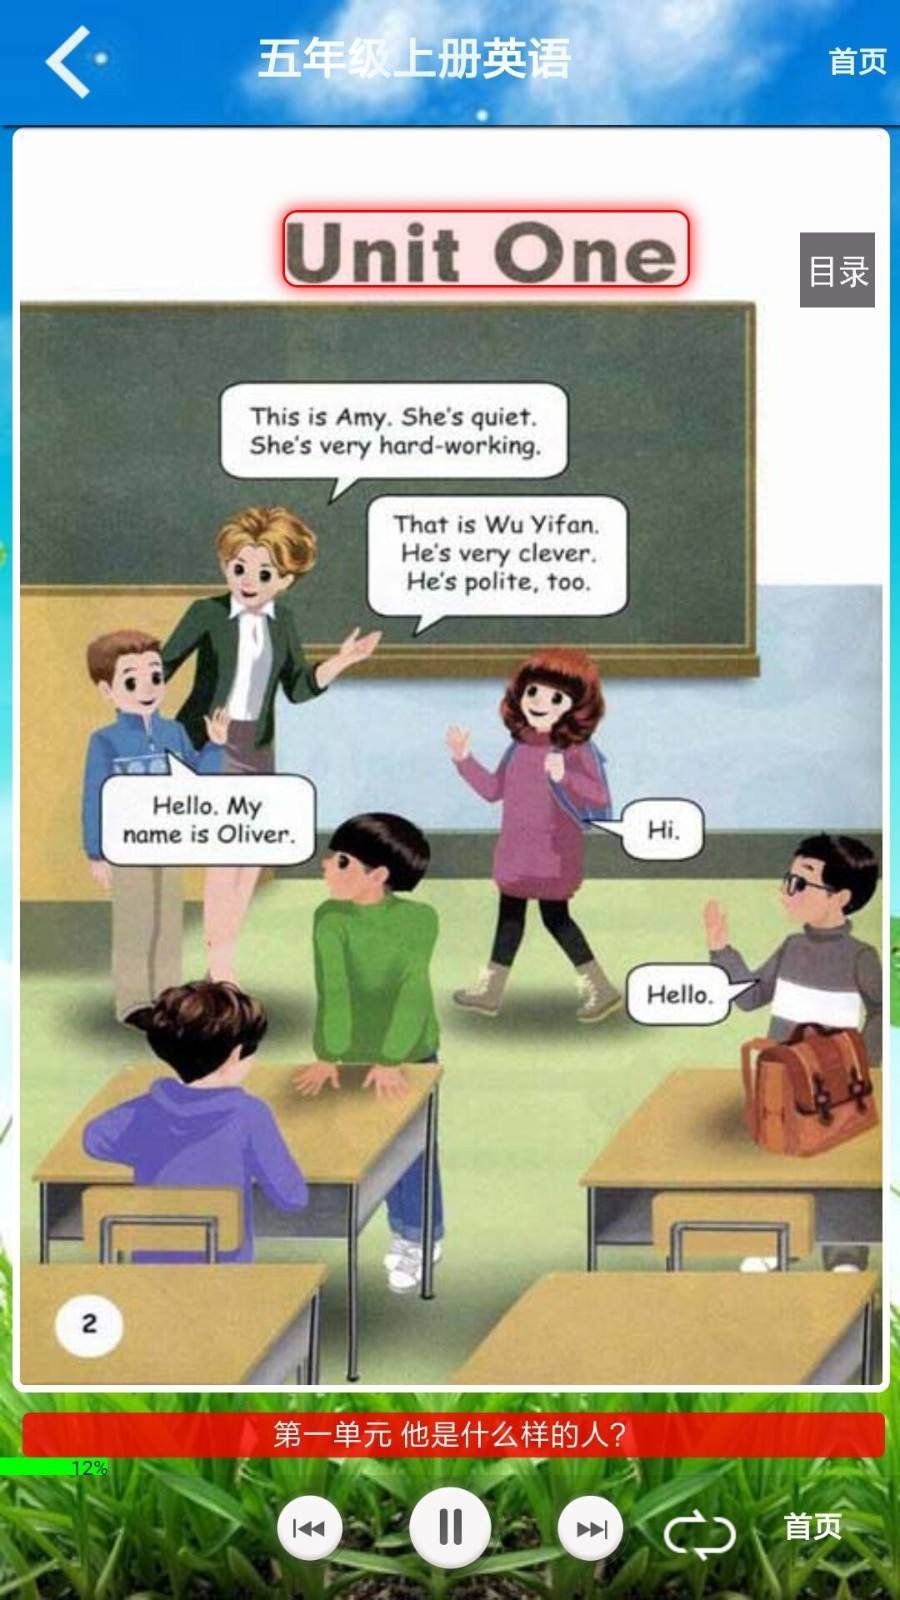 五年级上册英语
首页
Unit One
目录
This is Amy. She's quiet.
She's very hard-working.
That is Wu Yifan.
He's very clever.
He's polite, too.
Hello. My
name is Oliver.
Hi.
Hello.
2
第一单元 他是什么样的人?
12%
首页